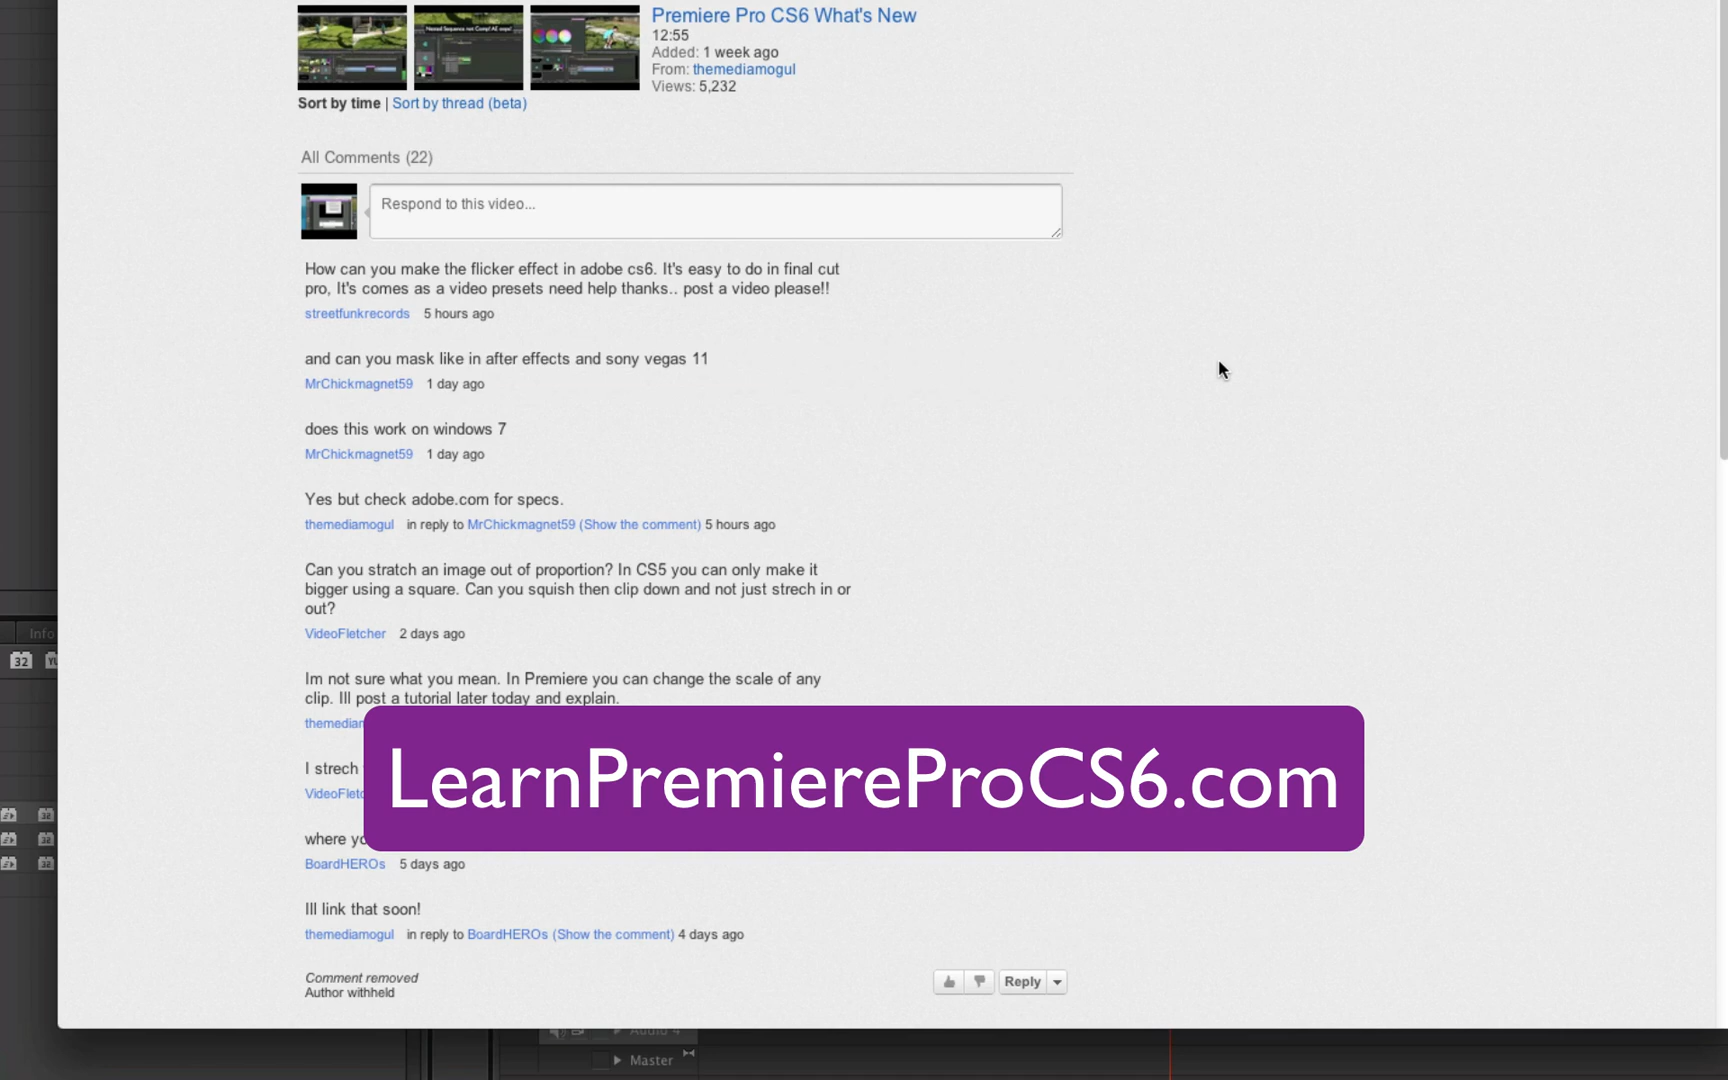 Premiere Pro CS6 What's New
12:55
Added: 1 week ago
From: themediamogul
Views: 5,232
Sort by time | Sort by thread (beta)
All Comments (22)
Respond to this video...
How can you make the flicker effect in adobe cs6. It's easy to do in final cut
pro, It's comes as a video presets need help thanks.. post a video please!!
streetfunkrecords 5 hours ago
and can you mask like in after effects and sony vegas 11
MrChickmagnet59 1 day ago
does this work on windows 7
MrChickmagnet59 1 day ago
Yes but check adobe.com for specs.
themediamogul in reply to MrChickmagnet59 (Show the comment) 5 hours ago
Can you stratch an image out of proportion? In CS5 you can only make it
bigger using a square. Can you squish then clip down and not just strech in or
out?
VideoFletcher 2 days ago
Info
32
Im not sure what you mean. In Premiere you can change the scale of any
clip. Ill post a tutorial later today and explain.
I strech
LearnPremiereProCS6.com
32
where
32
BoardHEROs 5 days ago
32
Ill link that soon!
themediamogul in reply to BoardHEROs (Show the comment) 4 days ago
Comment removed
Author withheld
Reply
Audio 4
Master